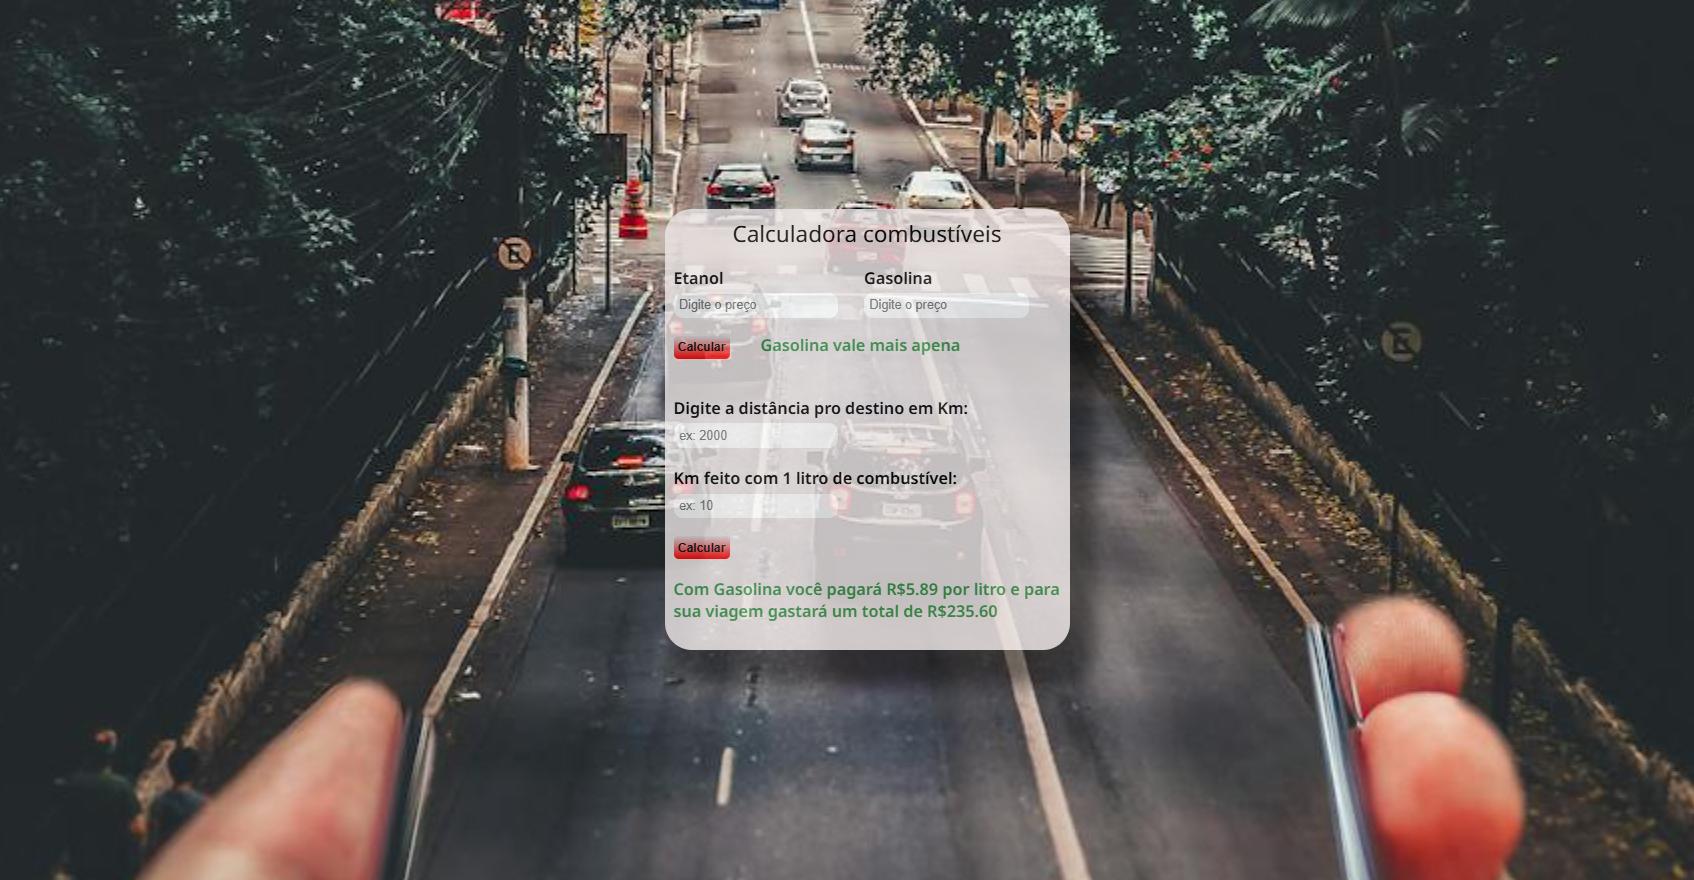 Calculadora combustíveis
Etanol Gasolina
Digite o preço Digite o preço
Calcular Gasolina vale mais apena
Digite a distância pro destino em Km:
ex: 2000
Km feito com 1 litro de combustível:
ex: 10
Calcular
Com Gasolina você pagará R$5.89 por litro e para
sua viagem gastará um total de R$235.60